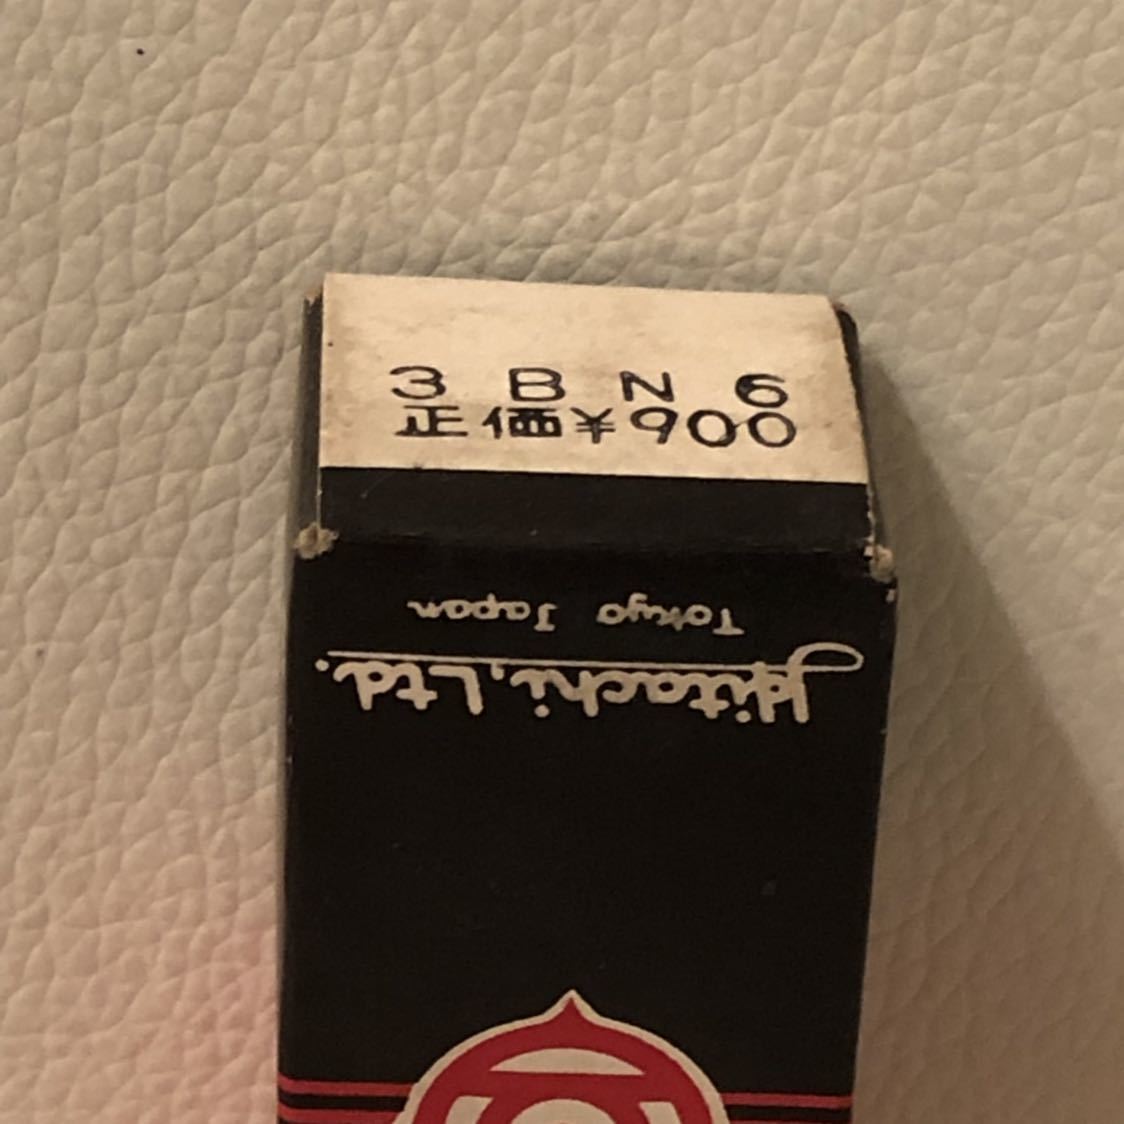 3 B N 6
正価¥900
Hitachi, Ltd.
Tokyo Japan